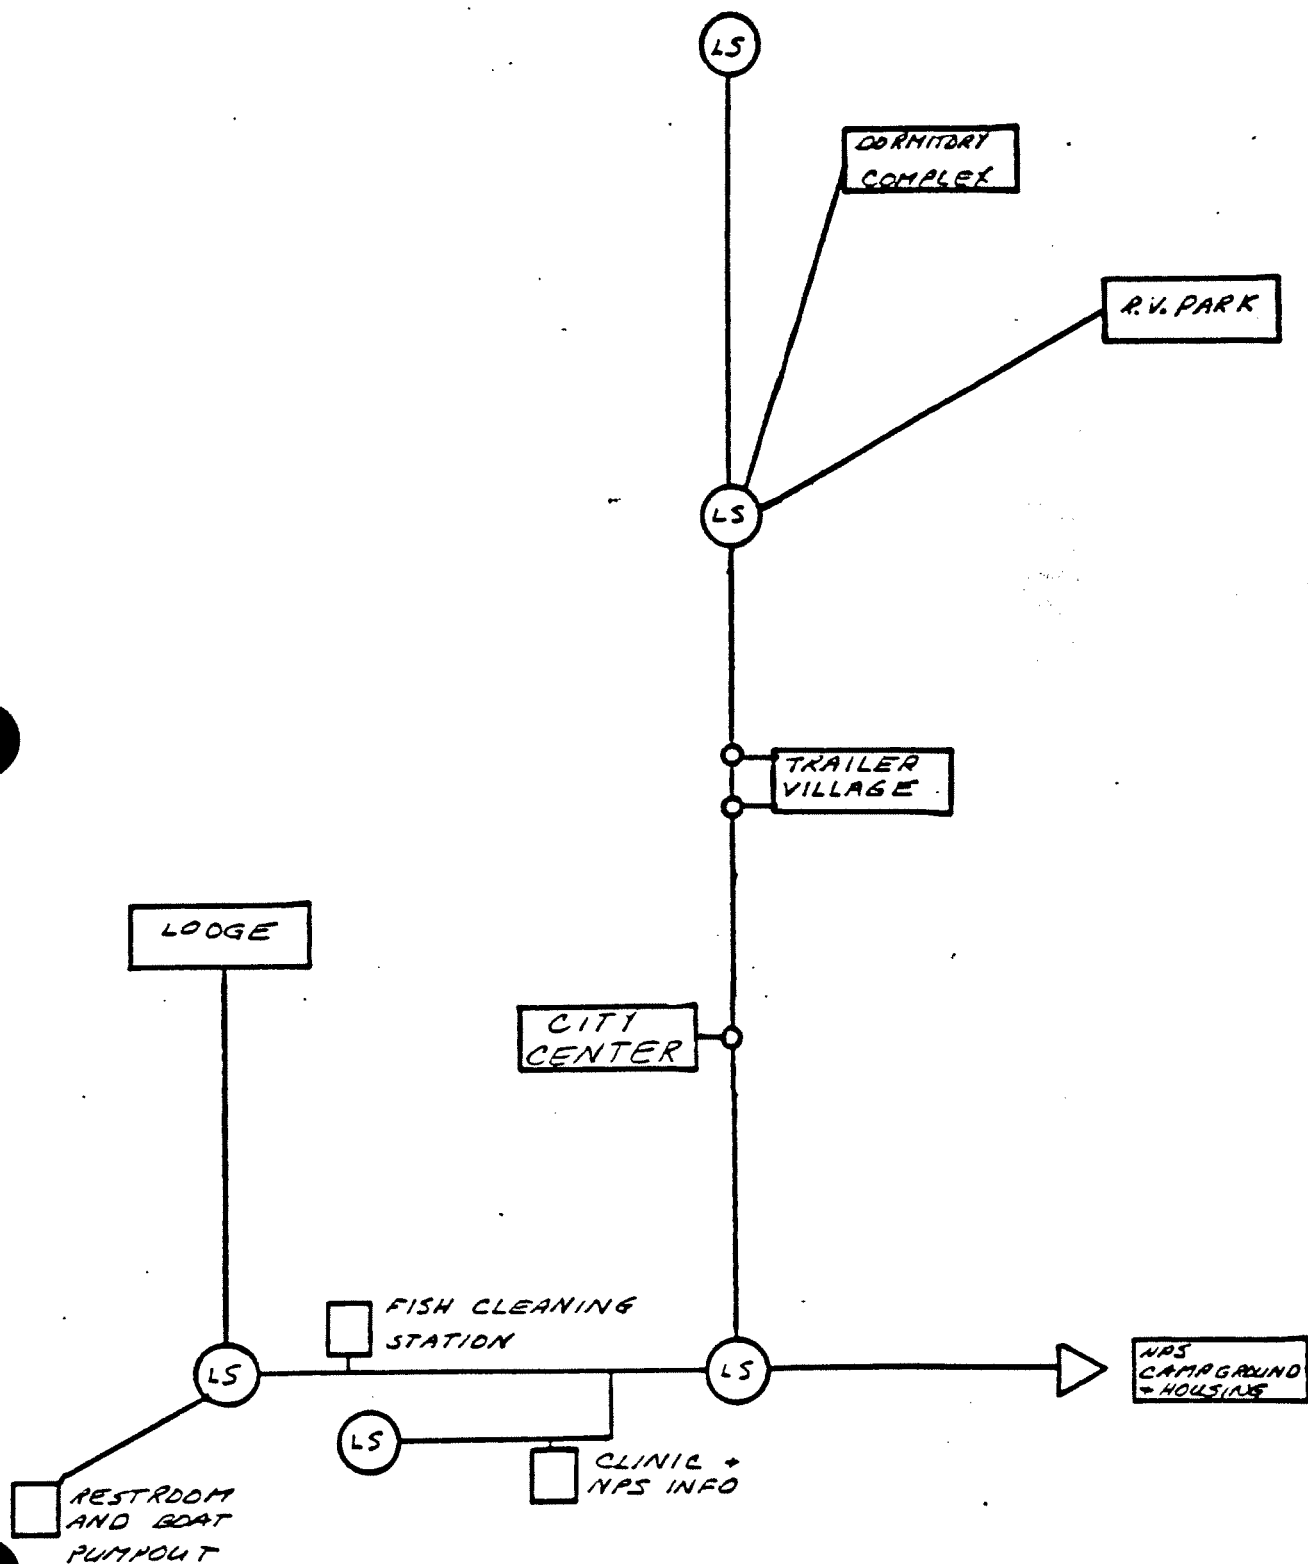 LS
DORMITORY
COMPLEX
R.V. PARK
LS
TRAILER
VILLAGE
LODGE
CITY
CENTER
FISH CLEANING
STATION
LS
LS
NPS
CAMPGROUND
+ HOUSING
LS
CLINIC +
NPS INFO
RESTROOM
AND BOAT
PUMPOUT